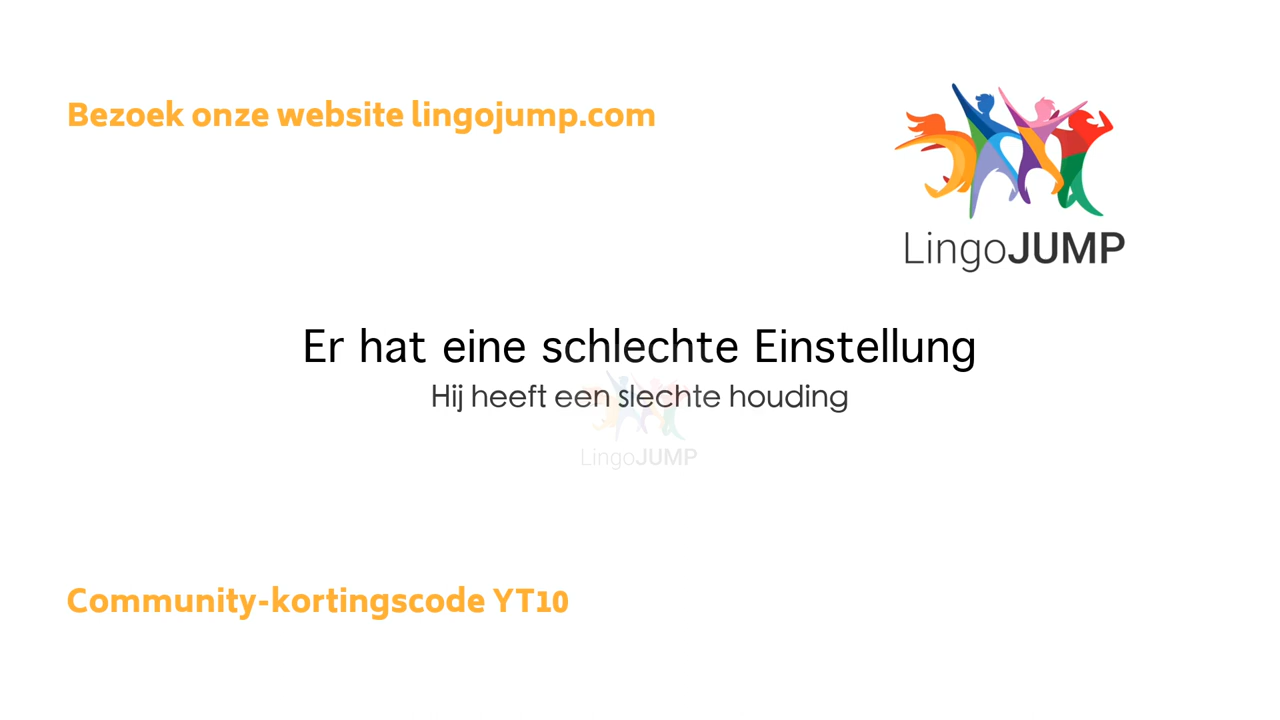 Bezoek onze website lingojump.com
LingoJUMP
Er hat eine schlechte Einstellung
Hij heeft een slechte houding
LingoJUMP
Community-kortingscode YT10